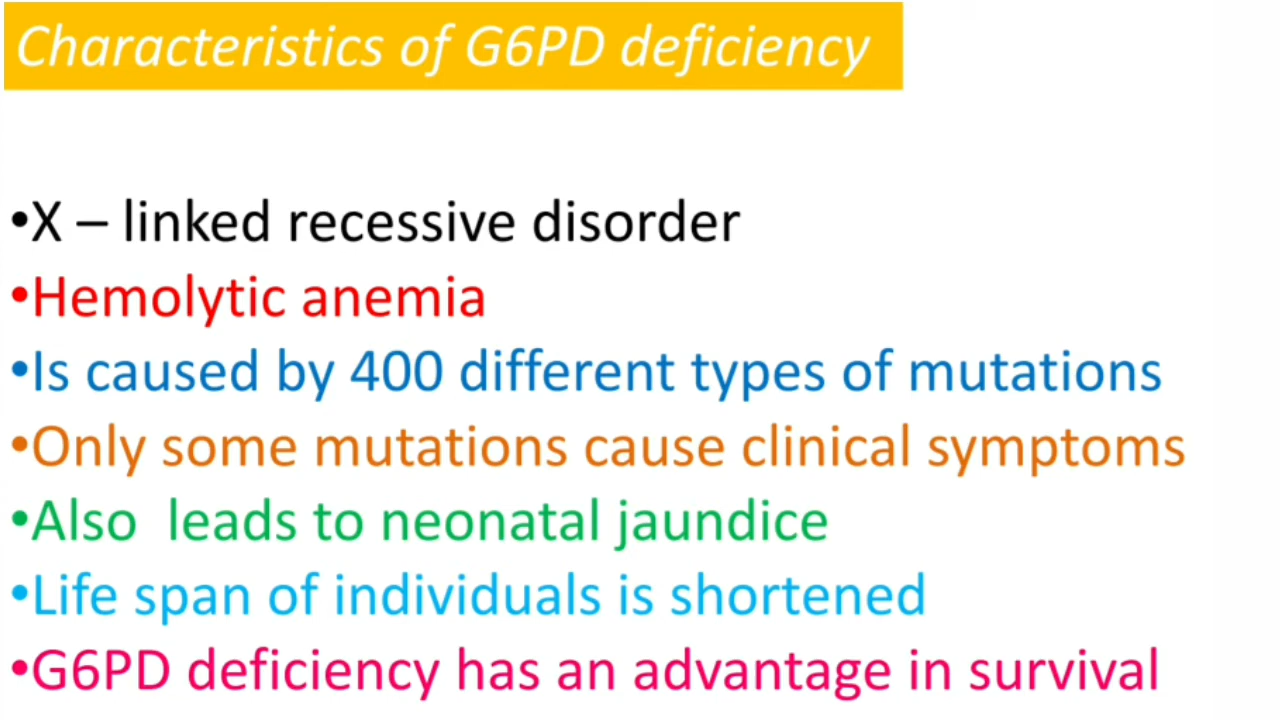 Characteristics of G6PD deficiency
•X – linked recessive disorder
•Hemolytic anemia
•Is caused by 400 different types of mutations
•Only some mutations cause clinical symptoms
•Also  leads to neonatal jaundice
•Life span of individuals is shortened
•G6PD deficiency has an advantage in survival